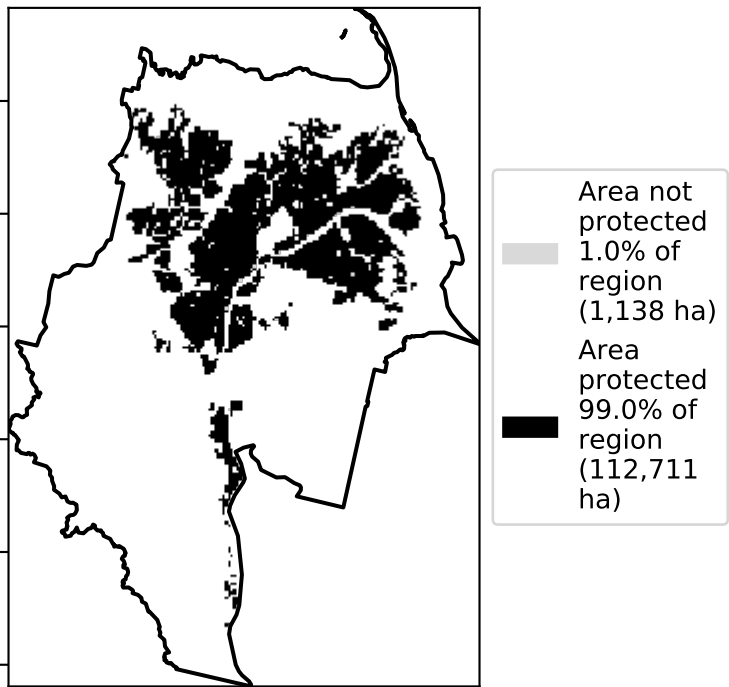 Area not
protected
1.0% of
region
(1,138 ha)
Area
protected
99.0% of
region
(112,711
ha)